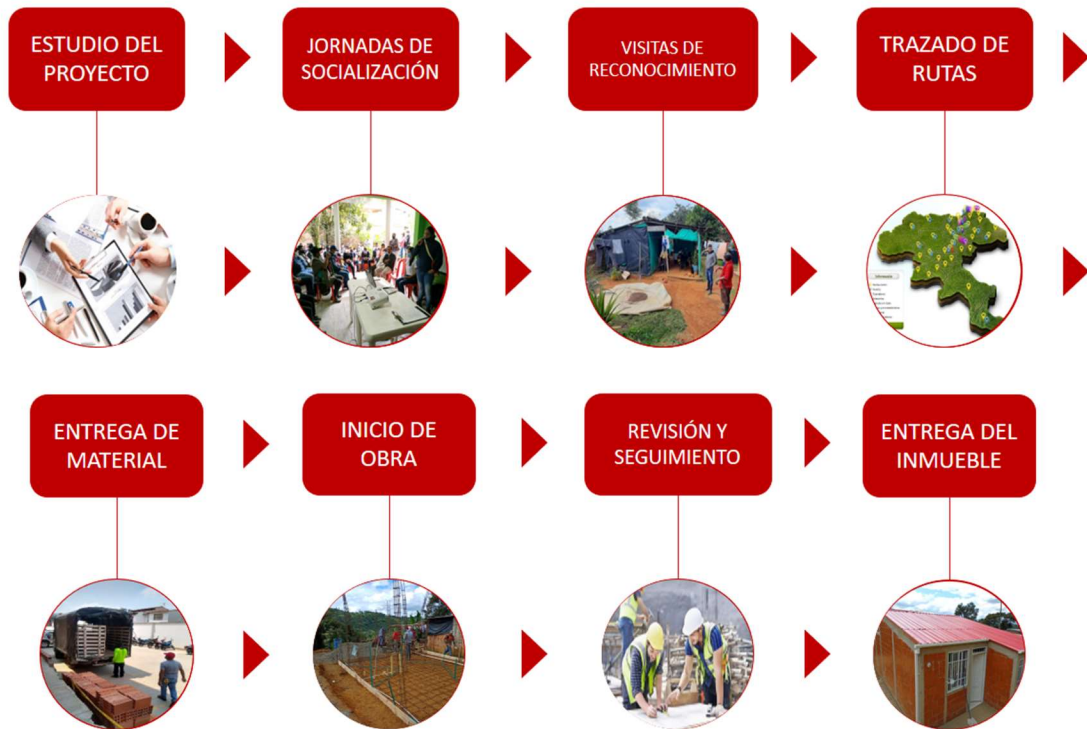 ESTUDIO DEL
PROYECTO
JORNADAS DE
SOCIALIZACIÓN
VISITAS DE
RECONOCIMIENTO
TRAZADO DE
RUTAS
ENTREGA DE
MATERIAL
INICIO DE
OBRA
REVISIÓN Y
SEGUIMIENTO
ENTREGA DEL
INMUEBLE